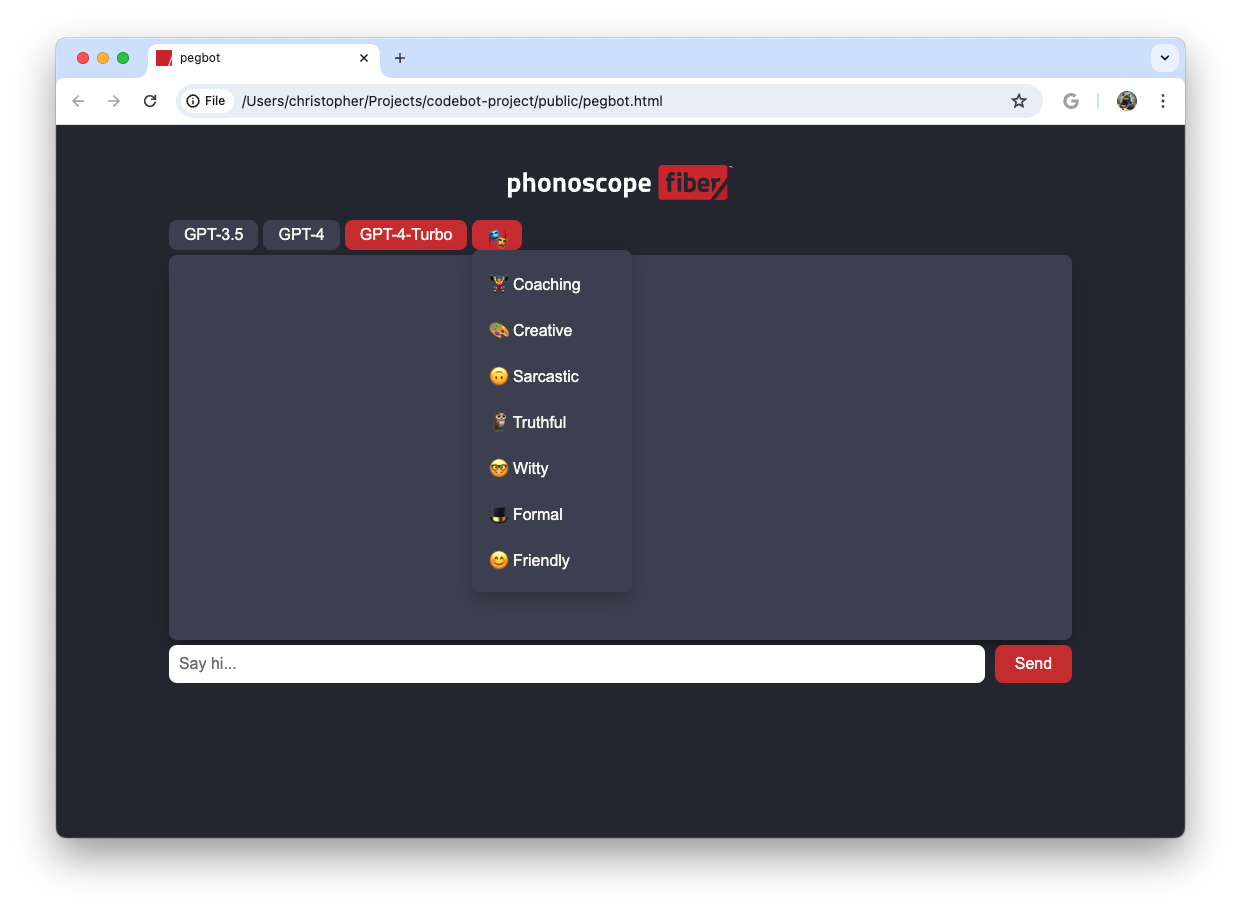 pegbot
File /Users/christopher/Projects/codebot-project/public/pegbot.html
phonoscope fiber™
GPT-3.5 GPT-4 GPT-4-Turbo
Coaching
Creative
Sarcastic
Truthful
Witty
Formal
Friendly
Say hi... Send